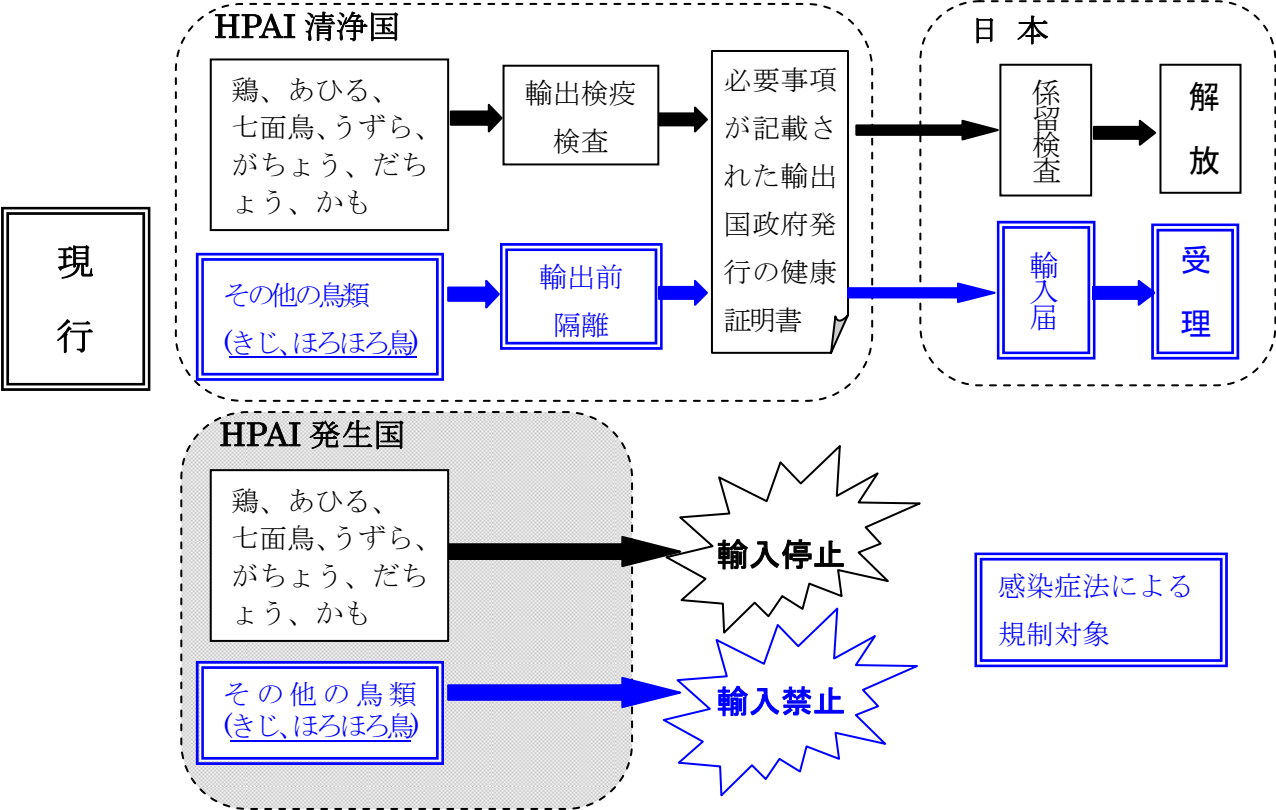 現
行
HPAI 清浄国
鶏、あひる、
七面鳥、うずら、
がちょう、だち
ょう、かも
輸出検疫
検査
必要事項
が記載さ
れた輸出
国政府発
行の健康
証明書
その他の鳥類
(きじ、ほろほろ鳥)
輸出前
隔離
日 本
係留検査
解
放
輸入届
受
理
HPAI 発生国
鶏、あひる、
七面鳥、うずら、
がちょう、だち
ょう、かも
輸入停止
その他の鳥類
(きじ、ほろほろ鳥)
輸入禁止
感染症法による
規制対象